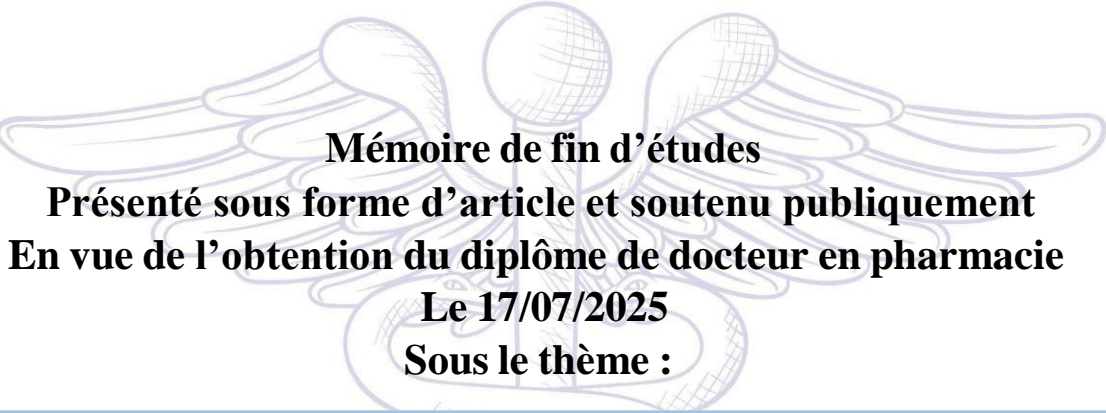 Mémoire de fin d’études
Présenté sous forme d’article et soutenu publiquement
En vue de l’obtention du diplôme de docteur en pharmacie
Le 17/07/2025
Sous le thème :